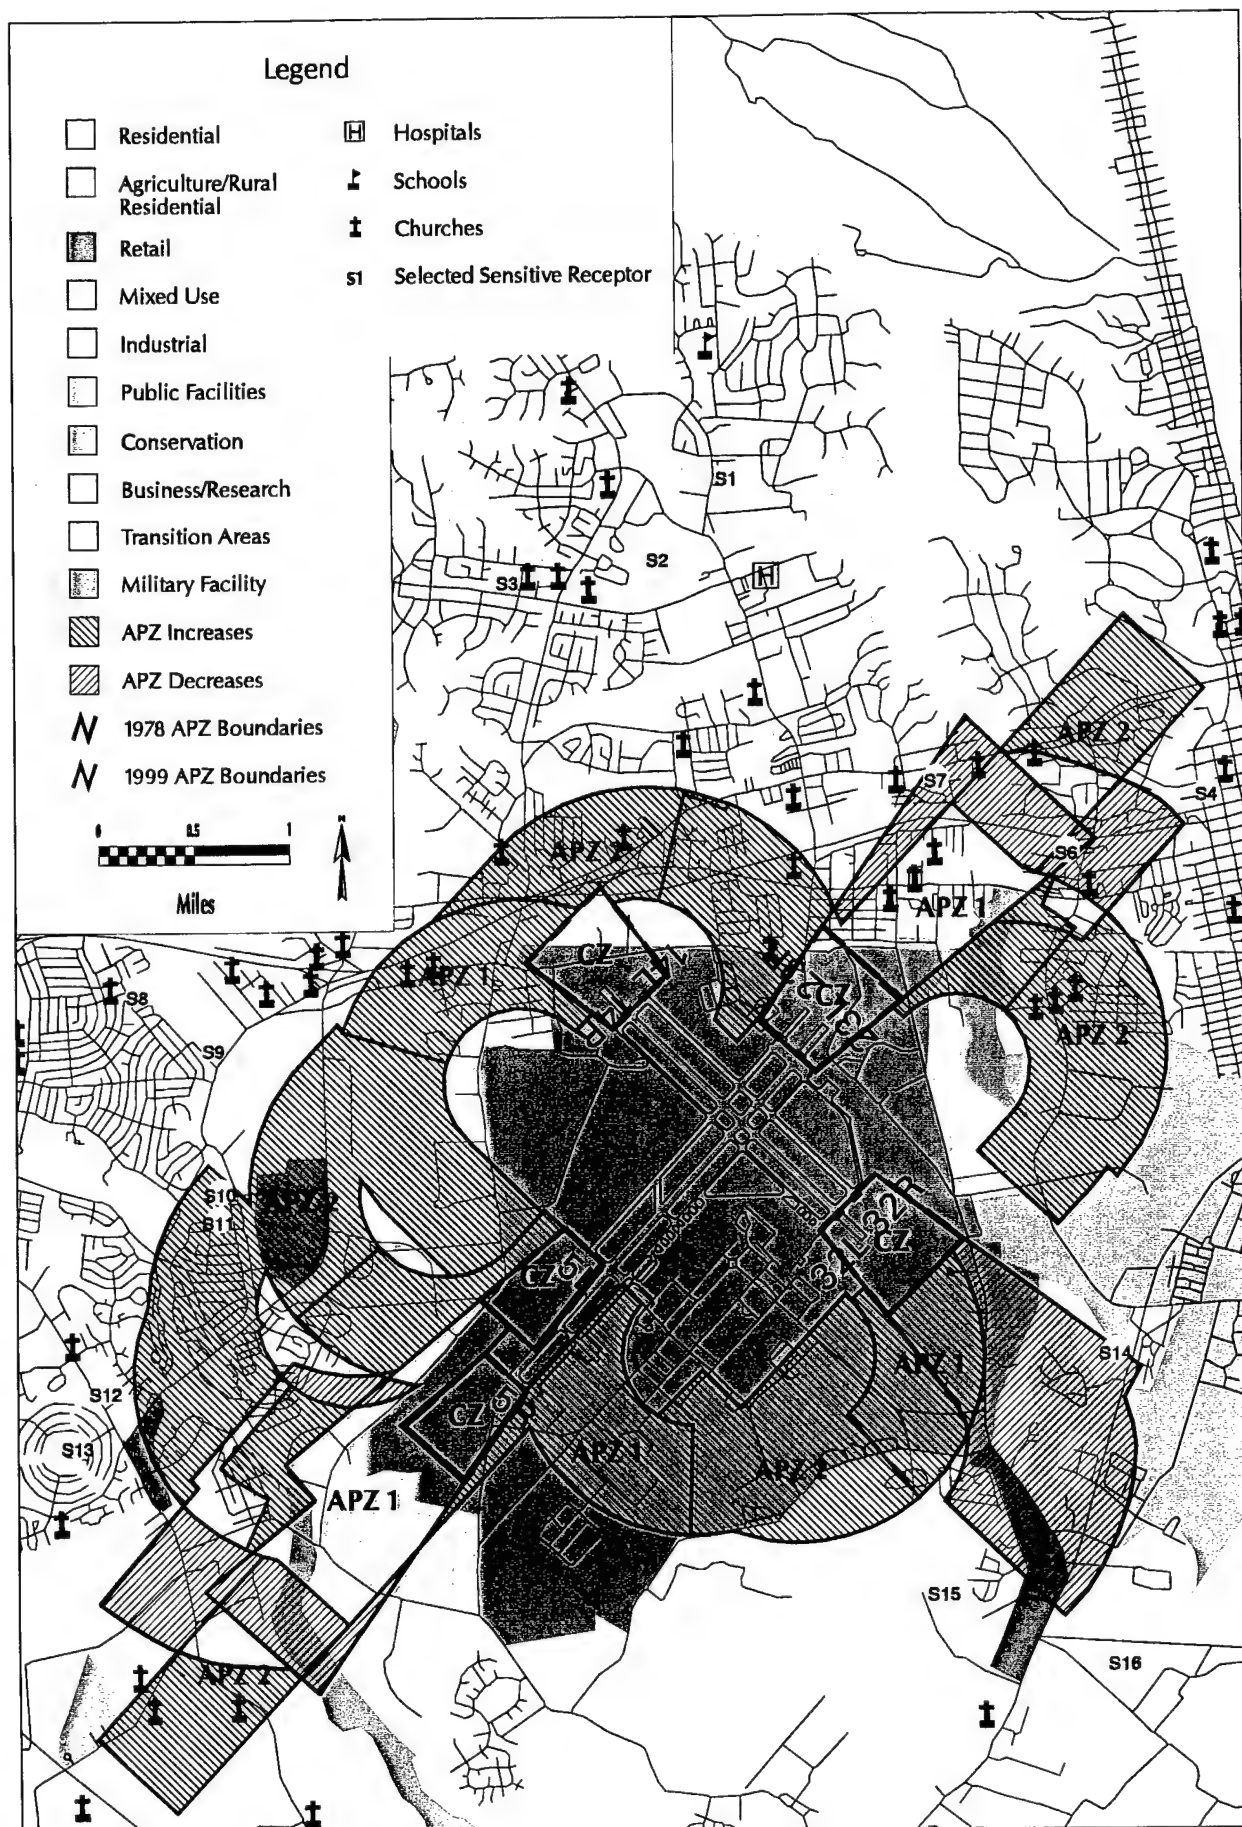 Legend
Residential
Agriculture/Rural
Residential
Retail
Mixed Use
Industrial
Public Facilities
Conservation
Business/Research
Transition Areas
Military Facility
APZ Increases
APZ Decreases
1978 APZ Boundaries
1999 APZ Boundaries
H Hospitals
Schools
Churches
S1 Selected Sensitive Receptor
0 0.5 1
N
Miles
S1
S2
H
S3
APZ 2
S7
S4
APZ 2
S6
APZ 1
CZ
APZ 1
CZ
S8
APZ 2
S9
S10
S11
CZ
CZ
S14
APZ 1
S12
CZ
S13
APZ 1
APZ 2
APZ 1
S15
S16
APZ 2